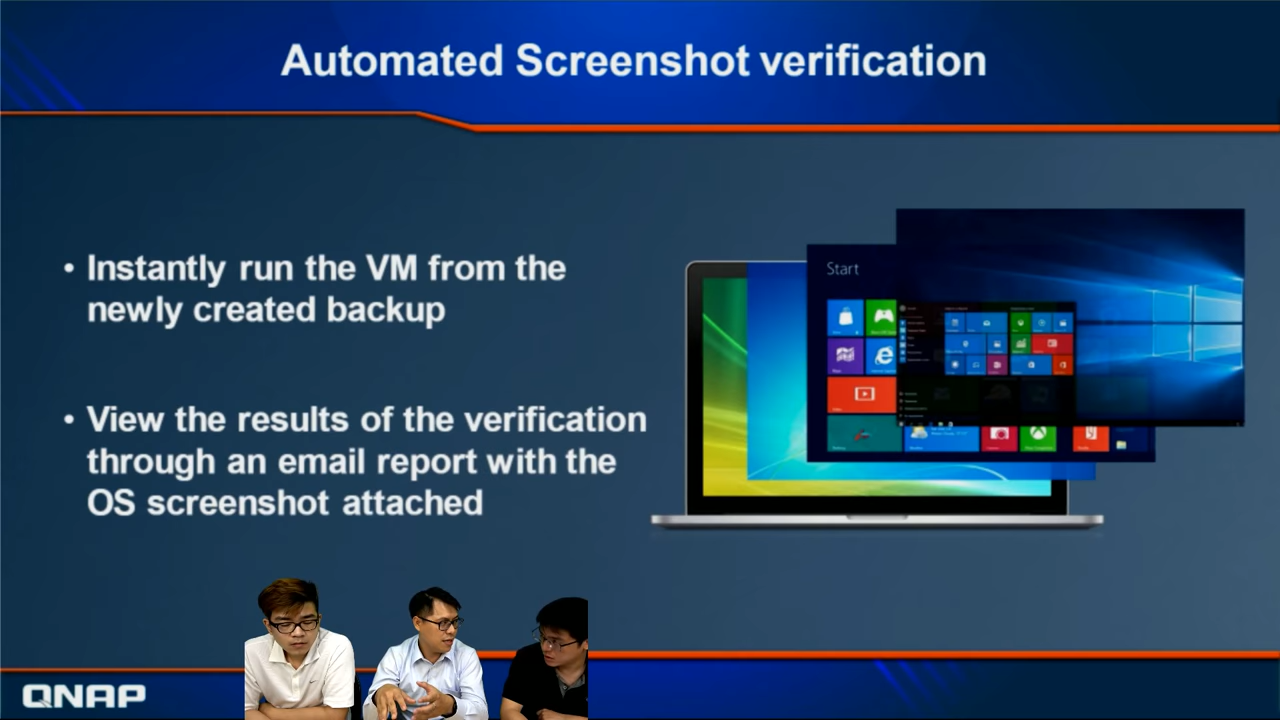 Automated Screenshot verification
• Instantly run the VM from the
newly created backup
• View the results of the verification
through an email report with the
OS screenshot attached
Start
QNAP